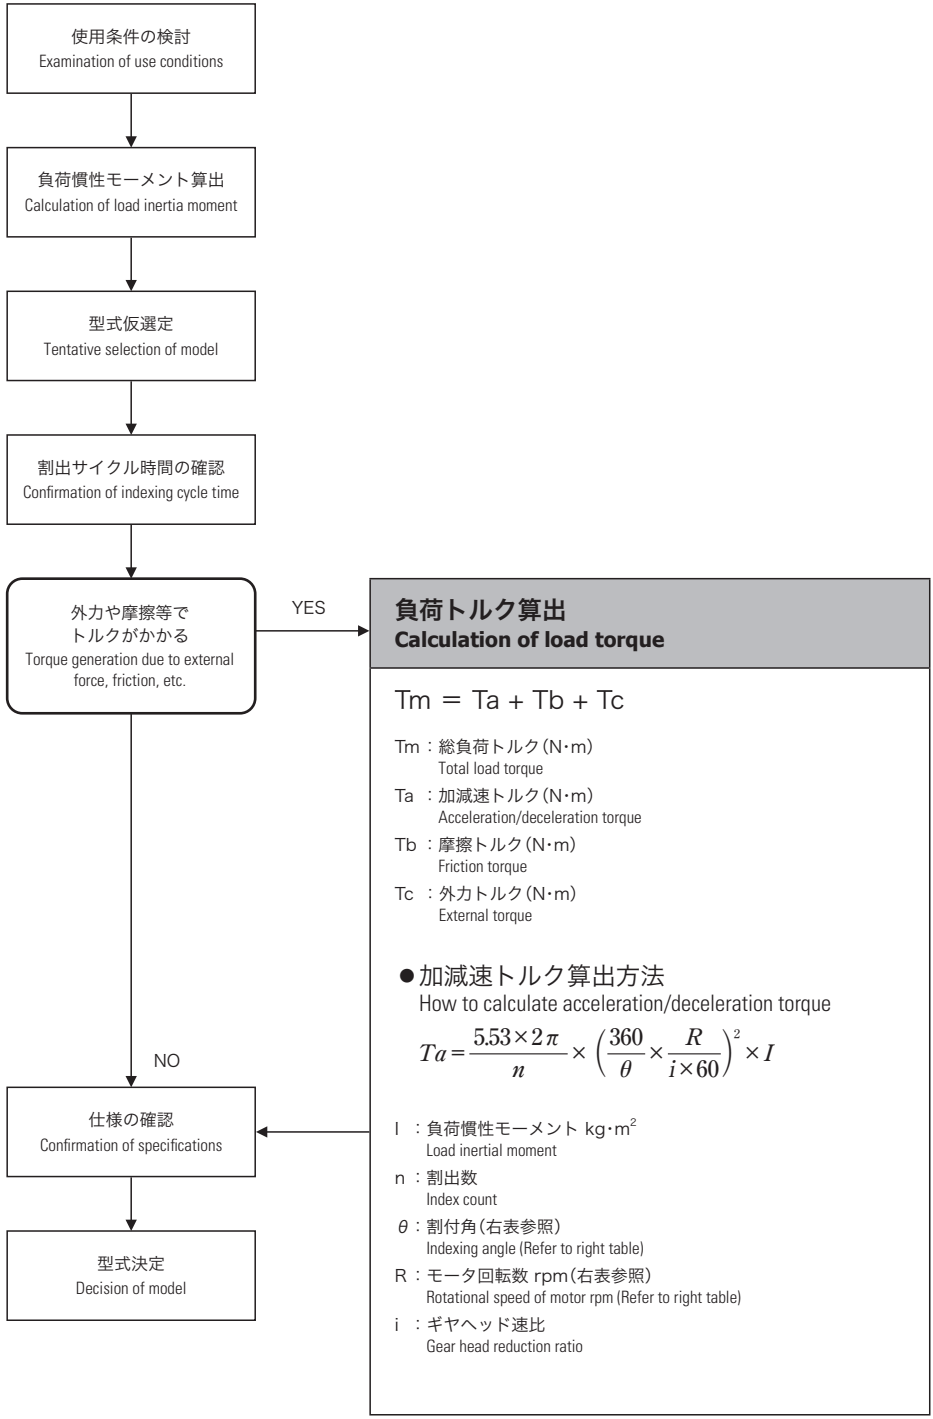 使用条件の検討
Examination of use conditions
負荷慣性モーメント算出
Calculation of load inertia moment
型式仮選定
Tentative selection of model
割出サイクル時間の確認
Confirmation of indexing cycle time
外力や摩擦等で
トルクがかかる
Torque generation due to external
force, friction, etc.
YES
負荷トルク算出
Calculation of load torque
Tm = Ta + Tb + Tc
Tm：総負荷トルク(N・m)
Total load torque
Ta ：加減速トルク(N・m)
Acceleration/deceleration torque
Tb：摩擦トルク(N・m)
Friction torque
Tc ：外力トルク(N・m)
External torque
●加減速トルク算出方法
How to calculate acceleration/deceleration torque
Ta = 5.53×2π/n × (360/θ × R/i×60)² × I
I ：負荷慣性モーメント kg・m²
Load inertial moment
n：割出数
Index count
θ：割付角(右表参照)
Indexing angle (Refer to right table)
R：モータ回転数 rpm(右表参照)
Rotational speed of motor rpm (Refer to right table)
i ：ギヤヘッド速比
Gear head reduction ratio
NO
仕様の確認
Confirmation of specifications
型式決定
Decision of model